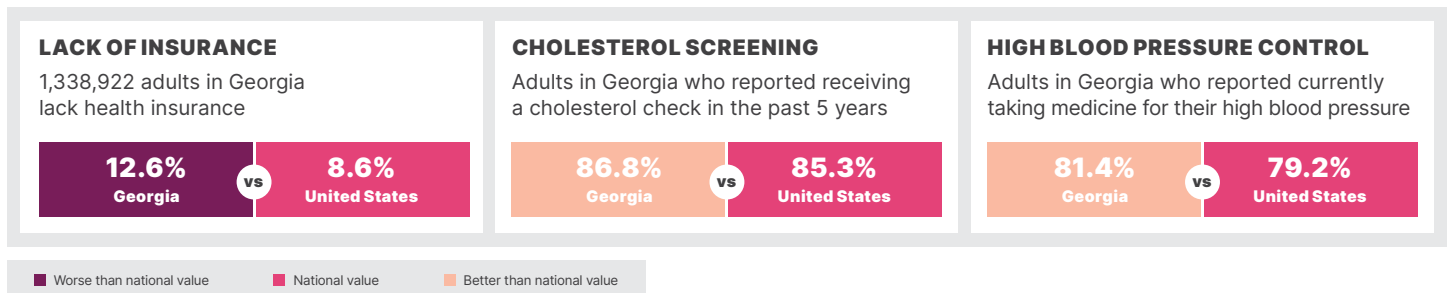 LACK OF INSURANCE
1,338,922 adults in Georgia
lack health insurance
12.6%
Georgia
vs
8.6%
United States
CHOLESTEROL SCREENING
Adults in Georgia who reported receiving
a cholesterol check in the past 5 years
86.8%
Georgia
vs
85.3%
United States
HIGH BLOOD PRESSURE CONTROL
Adults in Georgia who reported currently
taking medicine for their high blood pressure
81.4%
Georgia
vs
79.2%
United States
Worse than national value
National value
Better than national value